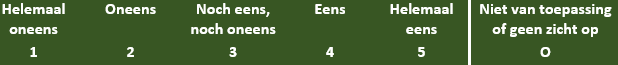 Helemaal Oneens Noch eens, Eens Helemaal Niet van toepassing
oneens noch oneens eens of geen zicht op
1 2 3 4 5 O